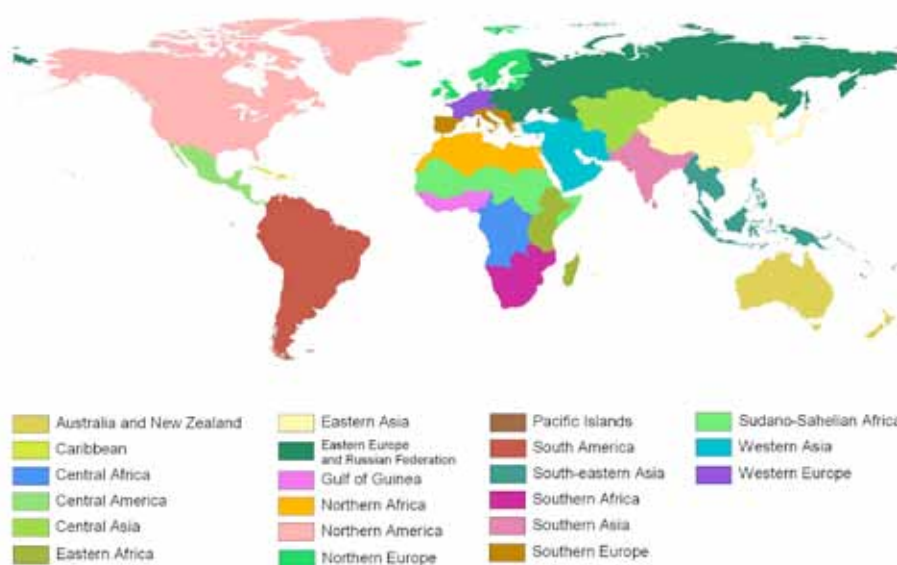 Australia and New Zealand
Caribbean
Central Africa
Central America
Central Asia
Eastern Africa
Eastern Asia
Eastern Europe
and Russian Federation
Gulf of Guinea
Northern Africa
Northern America
Northern Europe
Pacific Islands
South America
South-eastern Asia
Southern Africa
Southern Asia
Southern Europe
Sudano-Sahelian Africa
Western Asia
Western Europe